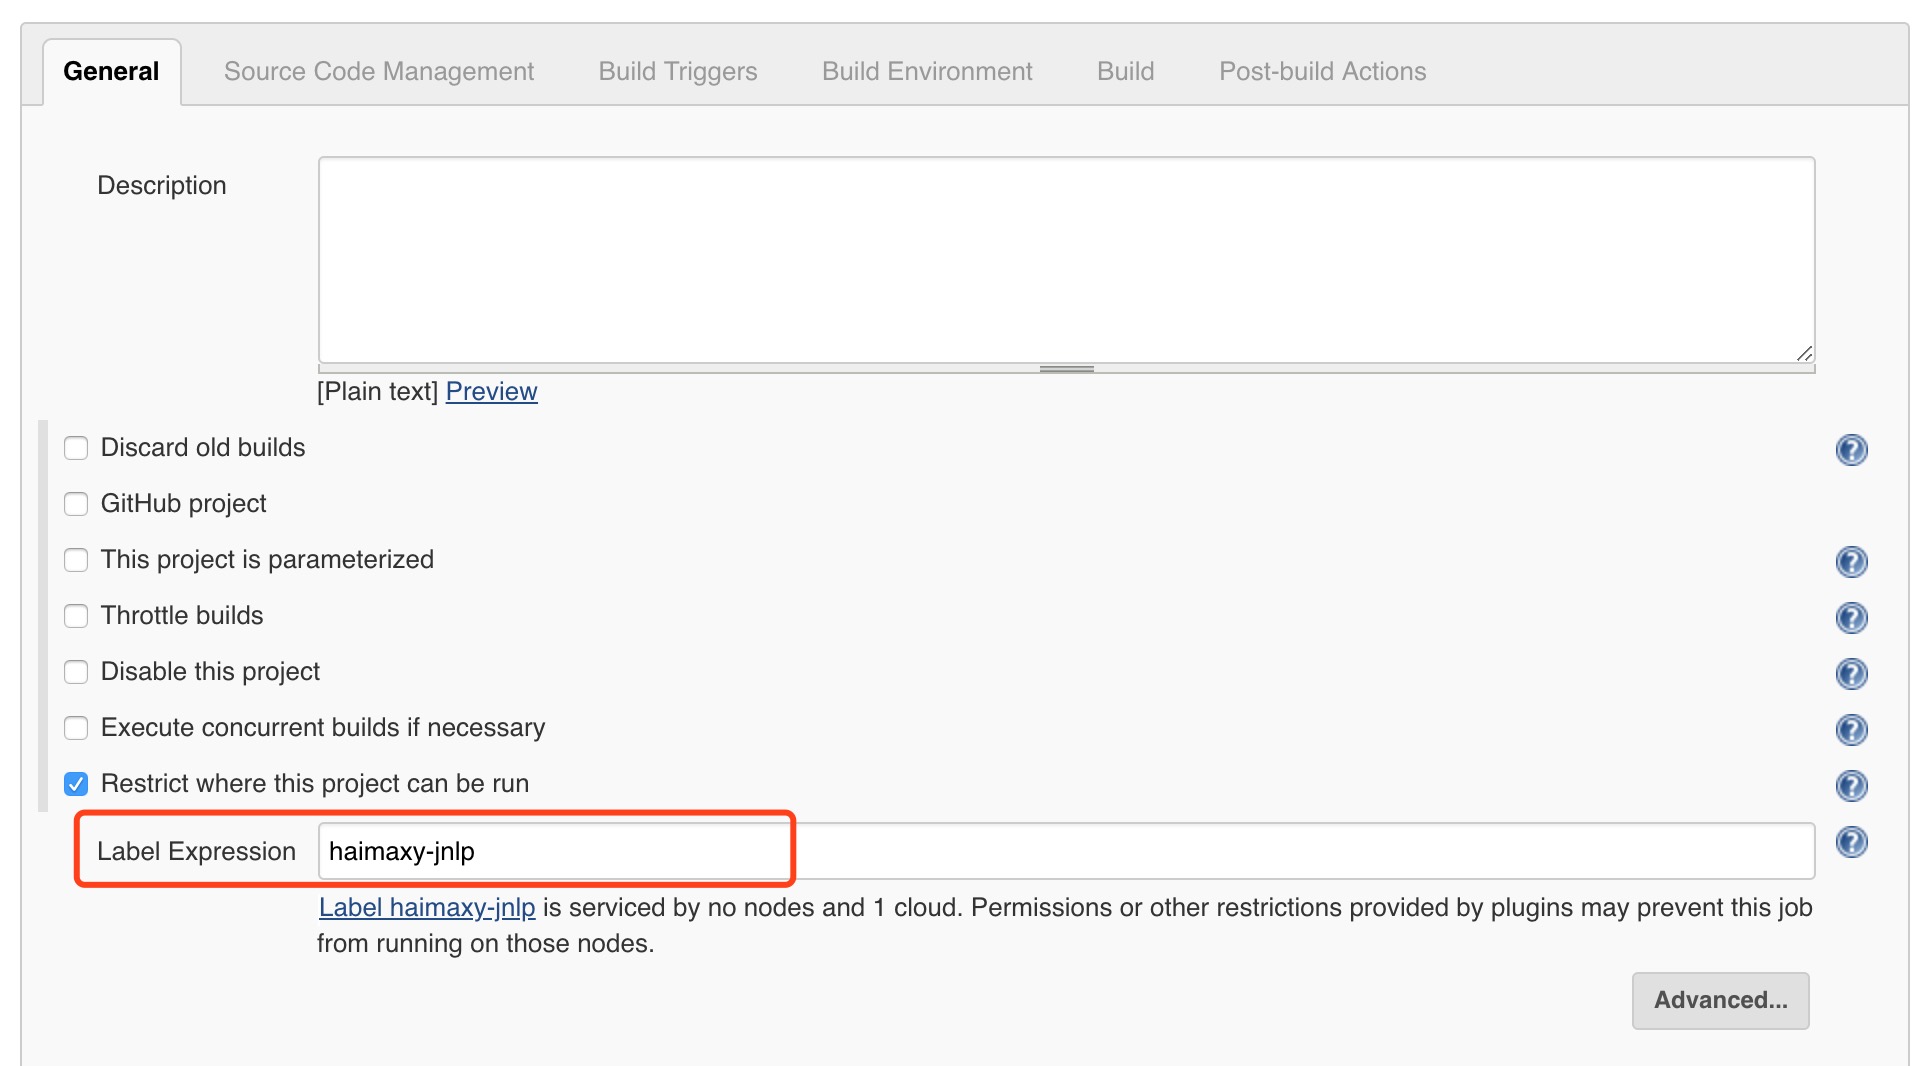 General Source Code Management Build Triggers Build Environment Build Post-build Actions
Description
[Plain text] Preview
Discard old builds
GitHub project
This project is parameterized
Throttle builds
Disable this project
Execute concurrent builds if necessary
Restrict where this project can be run
Label Expression haimaxy-jnlp
Label haimaxy-jnlp is serviced by no nodes and 1 cloud. Permissions or other restrictions provided by plugins may prevent this job
from running on those nodes.
Advanced...